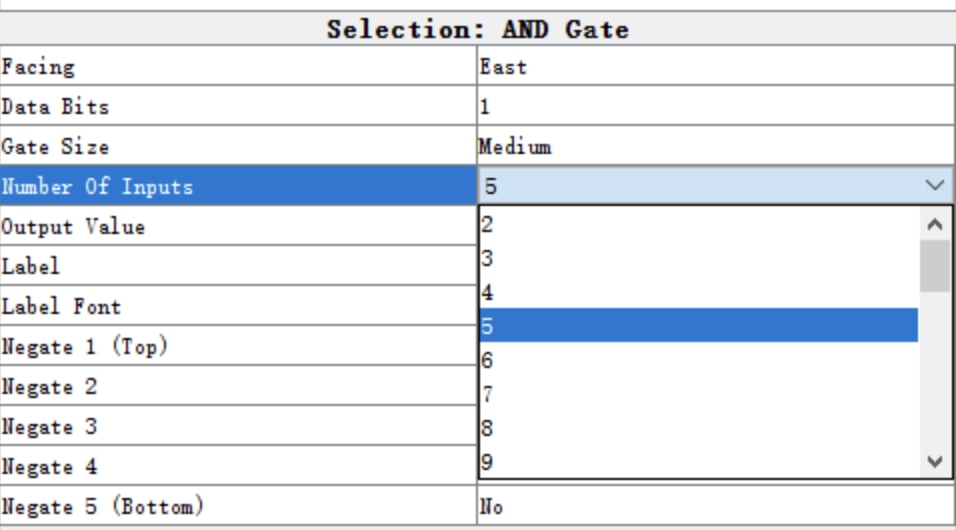 Selection: AND Gate
Facing East
Data Bits 1
Gate Size Medium
Number Of Inputs 5
Output Value 2
Label 3
4
Label Font 5
Negate 1 (Top) 6
Negate 2 7
Negate 3 8
Negate 4 9
Negate 5 (Bottom) No